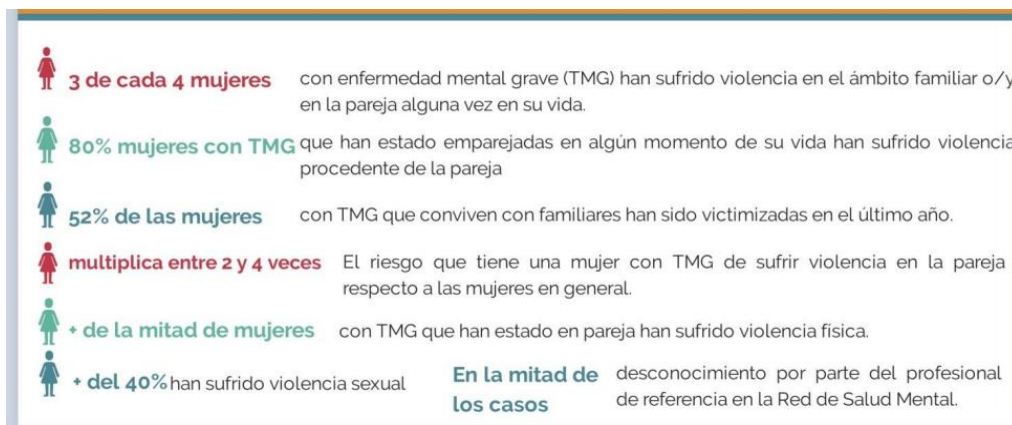 3 de cada 4 mujeres con enfermedad mental grave (TMG) han sufrido violencia en el ámbito familiar o/y
en la pareja alguna vez en su vida.
80% mujeres con TMG que han estado emparejadas en algún momento de su vida han sufrido violencia
procedente de la pareja
52% de las mujeres con TMG que conviven con familiares han sido victimizadas en el último año.
multiplica entre 2 y 4 veces El riesgo que tiene una mujer con TMG de sufrir violencia en la pareja
respecto a las mujeres en general.
+ de la mitad de mujeres con TMG que han estado en pareja han sufrido violencia física.
+ del 40% han sufrido violencia sexual
En la mitad de
los casos
desconocimiento por parte del profesional
de referencia en la Red de Salud Mental.